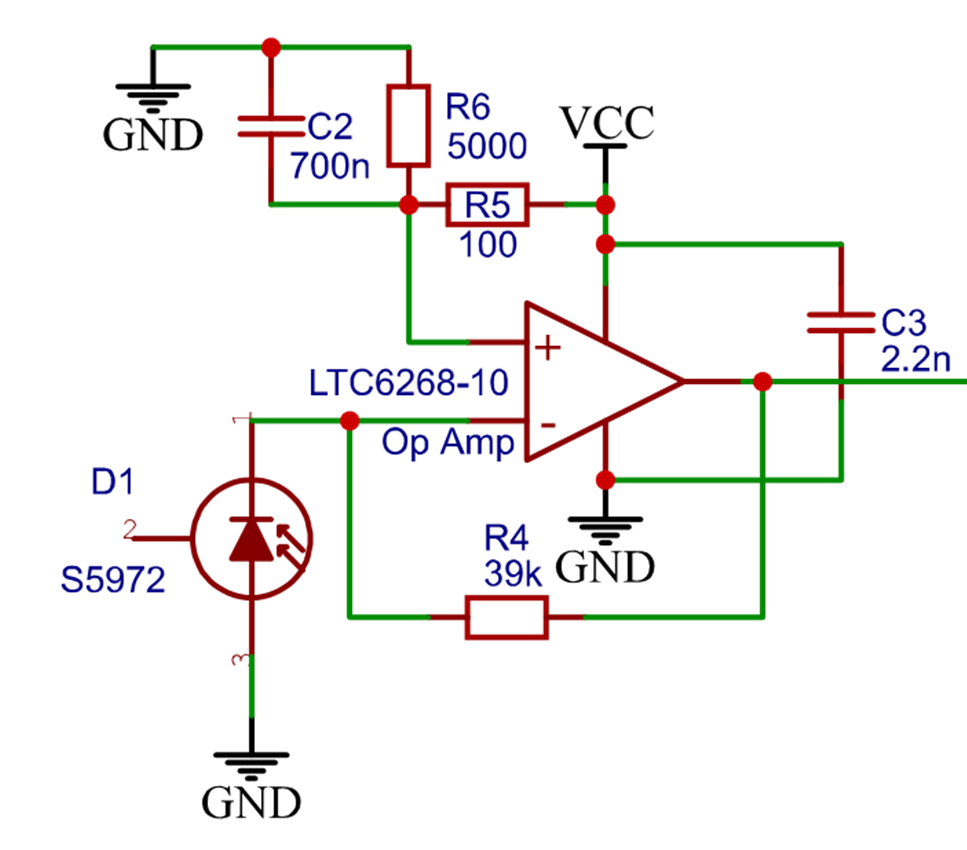 GND
C2
700n
R6
5000
VCC
R5
100
C3
2.2n
+
LTC6268-10
-
Op Amp
1
D1
2
S5972
R4
39k
GND
3
GND